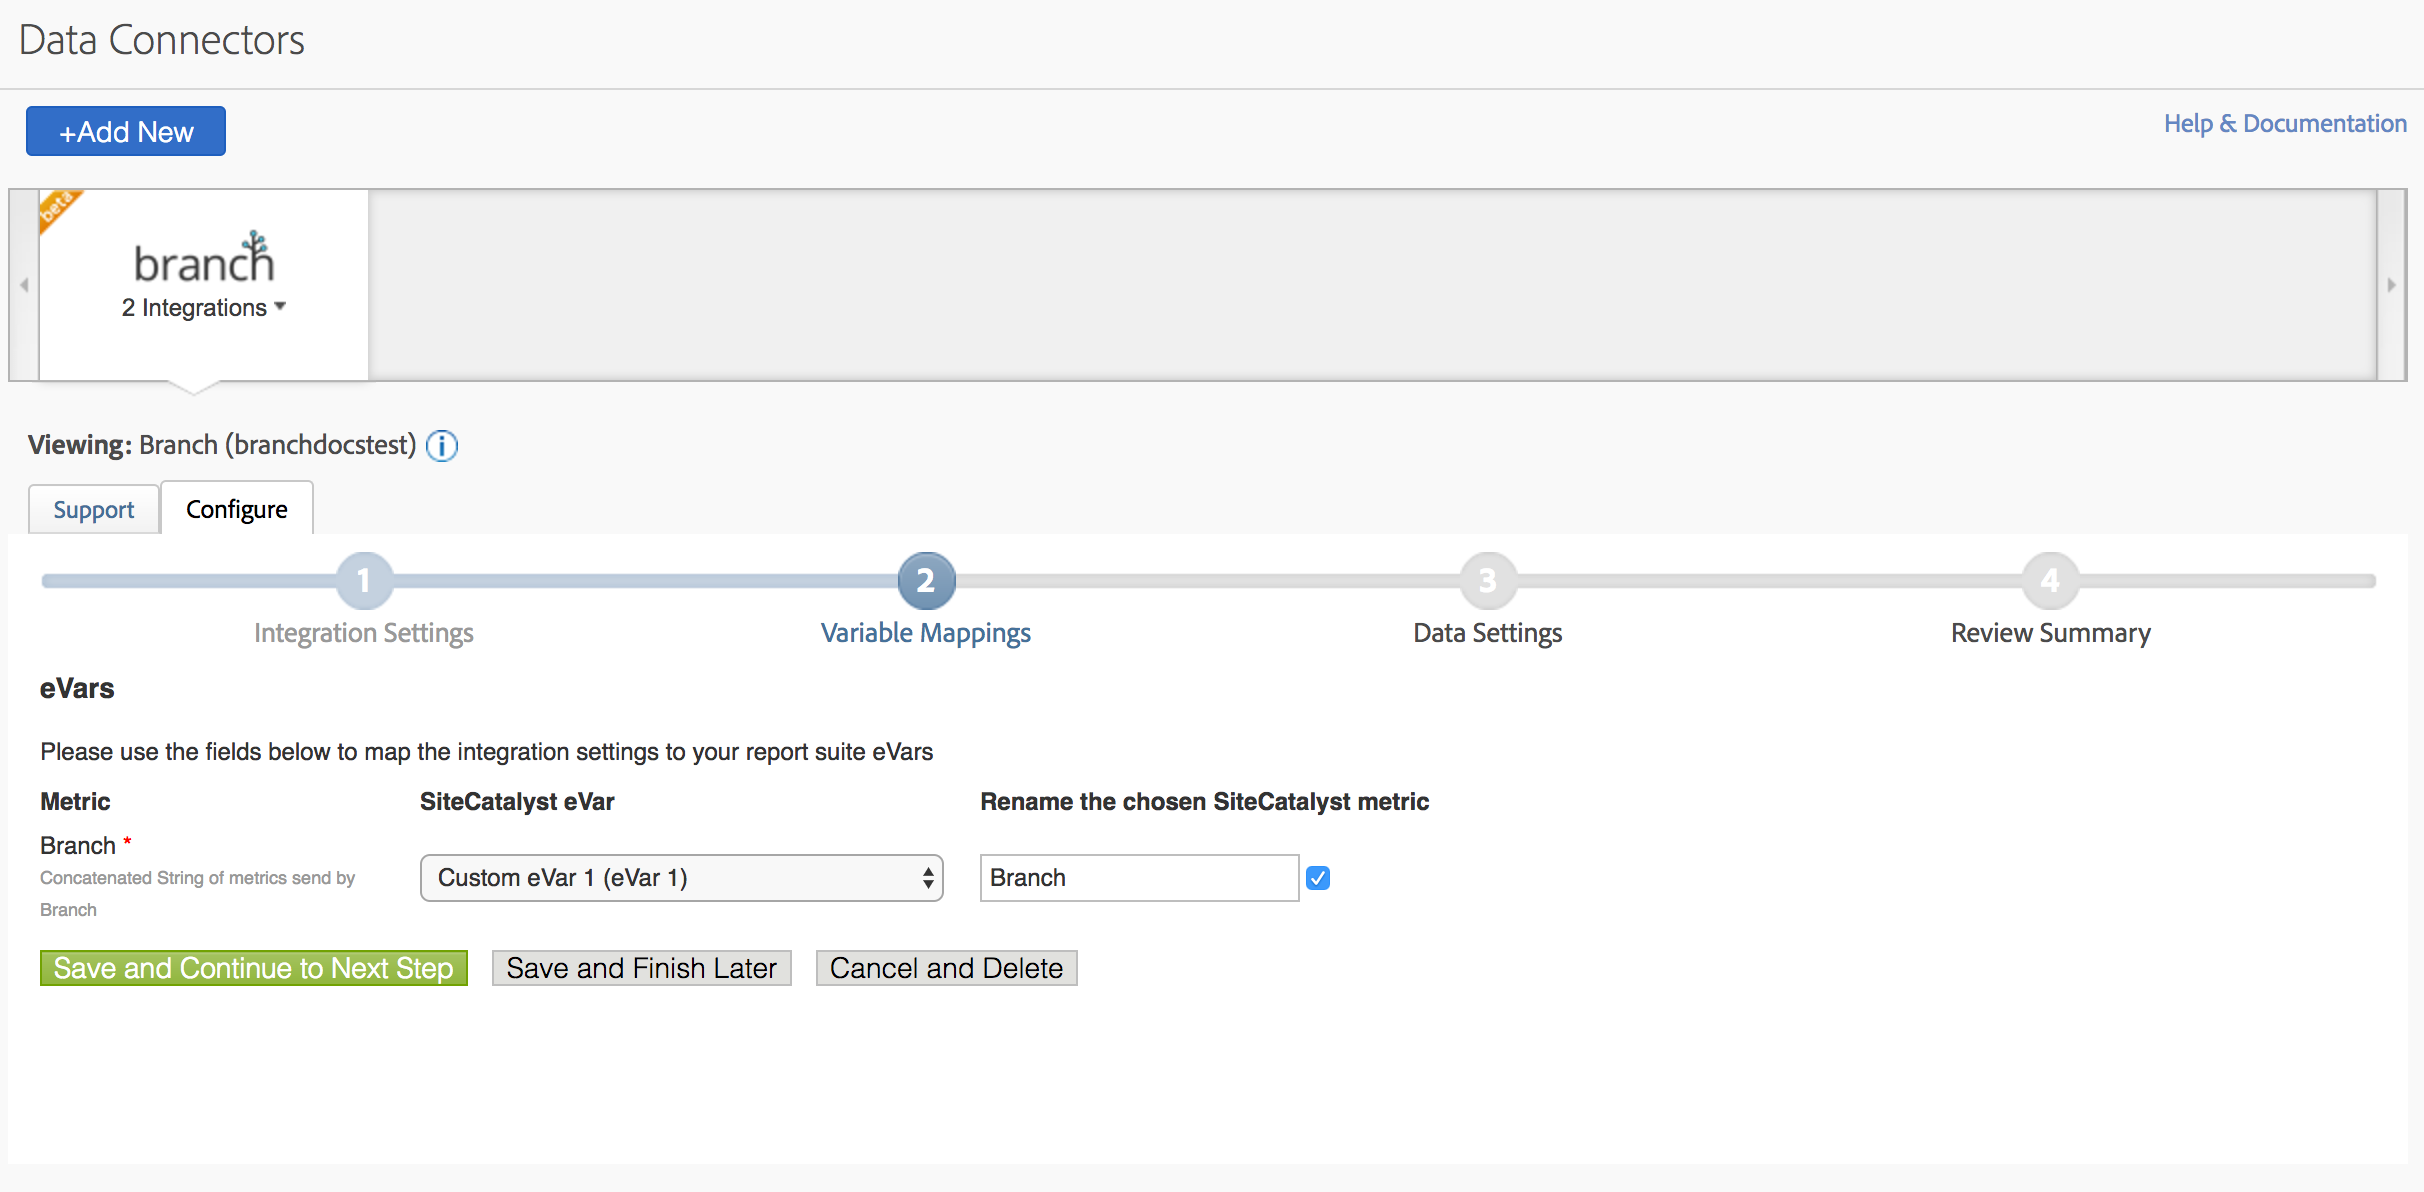 Data Connectors
+Add New
Help & Documentation
beta
branch
2 Integrations
Viewing: Branch (branchdocstest) i
Support Configure
1 2 3 4
Integration Settings Variable Mappings Data Settings Review Summary
eVars
Please use the fields below to map the integration settings to your report suite eVars
Metric SiteCatalyst eVar Rename the chosen SiteCatalyst metric
Branch *
Concatenated String of metrics send by
Branch
Custom eVar 1 (eVar 1) Branch
Save and Continue to Next Step Save and Finish Later Cancel and Delete